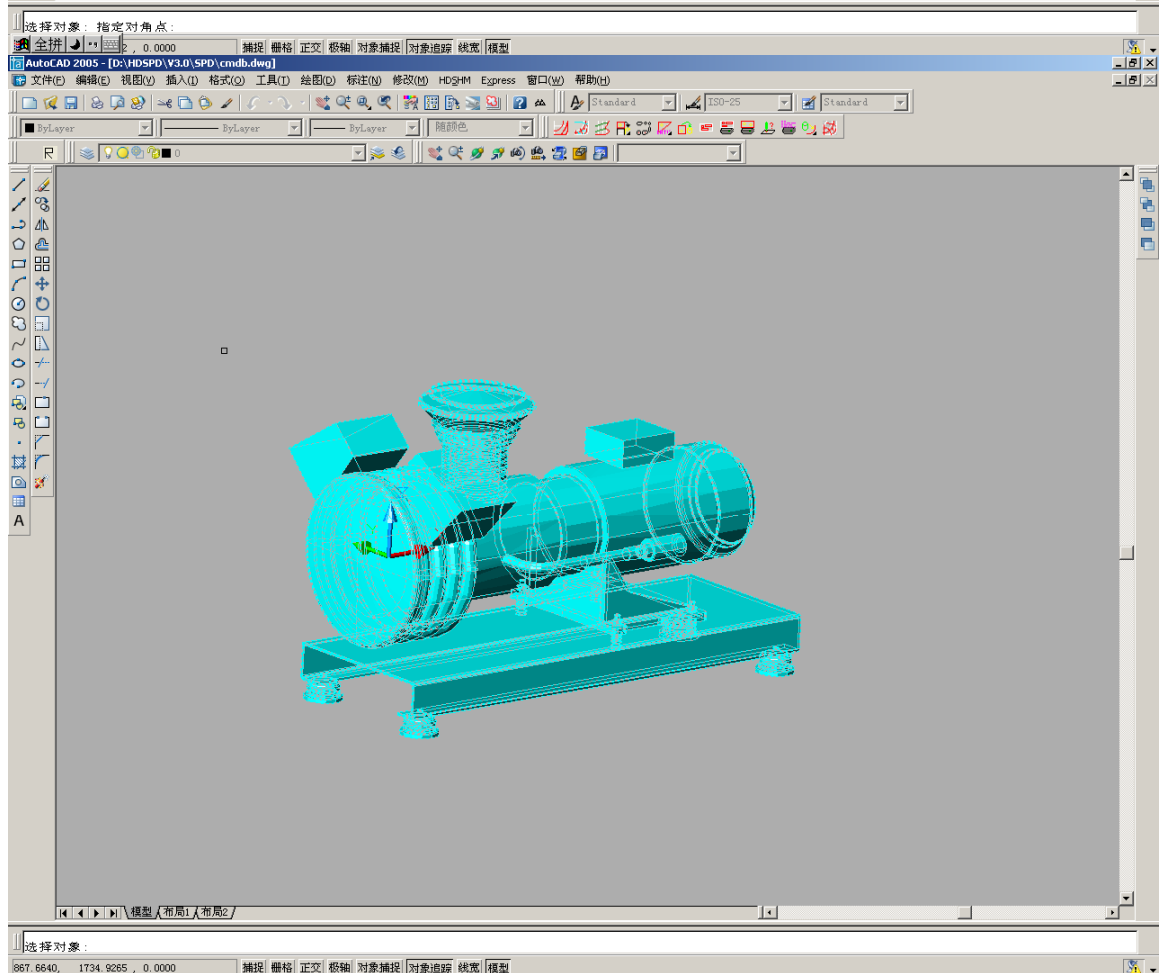 选择对象: 指定对角点:
全拼
2 , 0.0000 捕捉 栅格 正交 极轴 对象捕捉 对象追踪 线宽 模型
AutoCAD 2005 - [D:\HDSPD\V3.0\SPD\cmdb.dwg]
文件(F) 编辑(E) 视图(V) 插入(I) 格式(O) 工具(T) 绘图(D) 标注(N) 修改(M) HDSHM Express 窗口(W) 帮助(H)
Standard ISO-25 Standard
ByLayer ByLayer ByLayer 随颜色
0
A
模型 布局1 布局2
选择对象:
867.6640, 1734.9265 , 0.0000 捕捉 栅格 正交 极轴 对象捕捉 对象追踪 线宽 模型